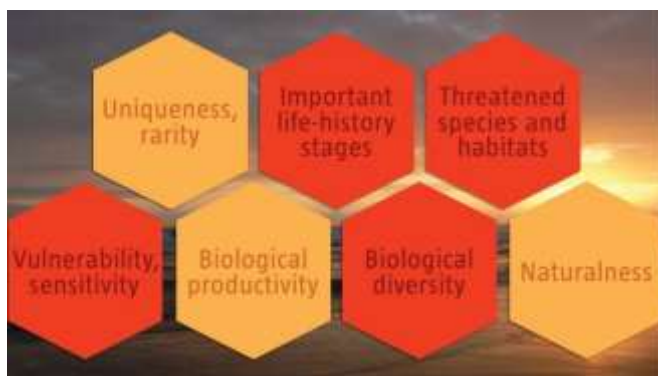 Uniqueness,
rarity
Important
life-history
stages
Threatened
species and
habitats
Vulnerability,
sensitivity
Biological
productivity
Biological
diversity
Naturalness